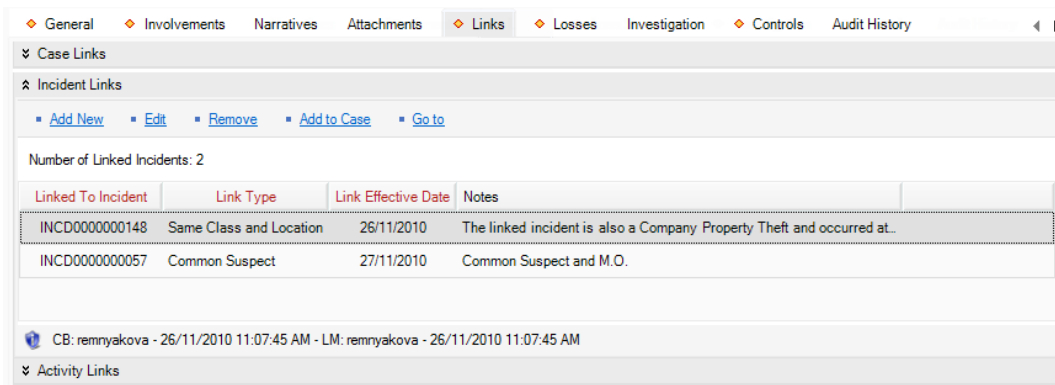 General Involvements Narratives Attachments Links Losses Investigation Controls Audit History
Case Links
Incident Links
Add New Edit Remove Add to Case Go to
Number of Linked Incidents: 2
Linked To Incident Link Type Link Effective Date Notes
INCD0000000148 Same Class and Location 26/11/2010 The linked incident is also a Company Property Theft and occurred at...
INCD0000000057 Common Suspect 27/11/2010 Common Suspect and M.O.
CB: remnyakova - 26/11/2010 11:07:45 AM - LM: remnyakova - 26/11/2010 11:07:45 AM
Activity Links